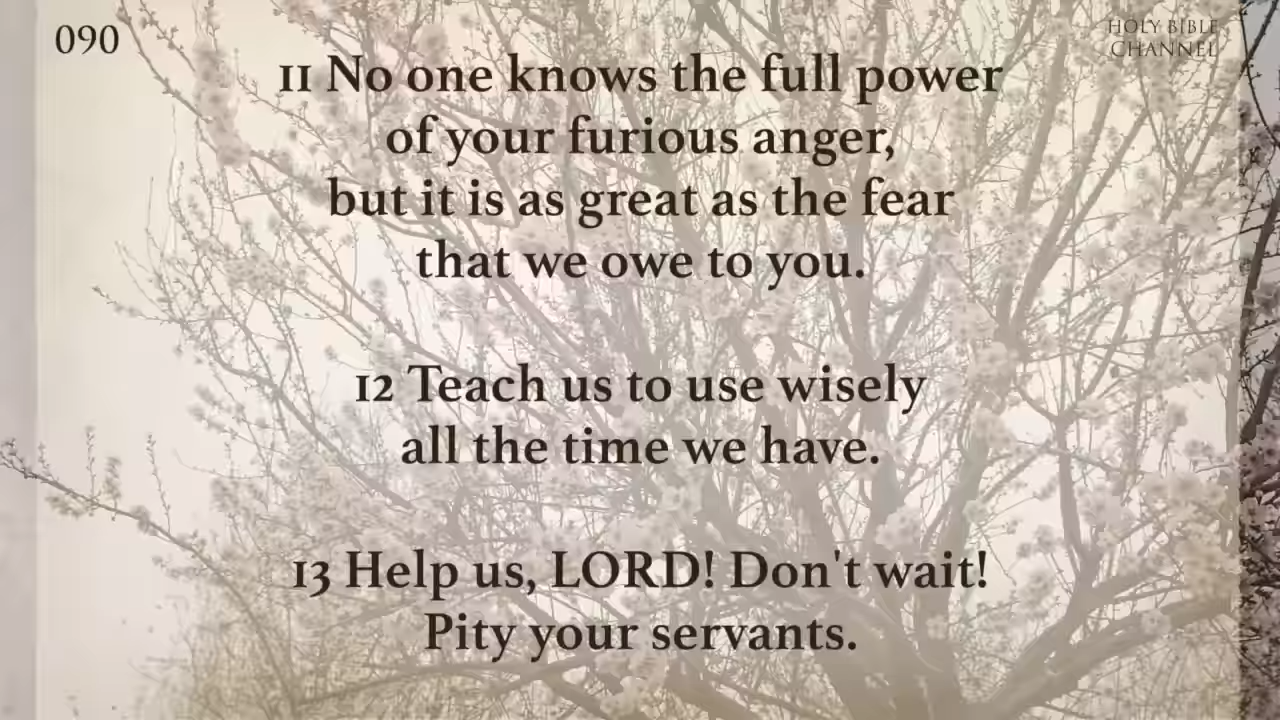 090
HOLY BIBLE
CHANNEL
11 No one knows the full power
of your furious anger,
but it is as great as the fear
that we owe to you.
12 Teach us to use wisely
all the time we have.
13 Help us, LORD! Don't wait!
Pity your servants.